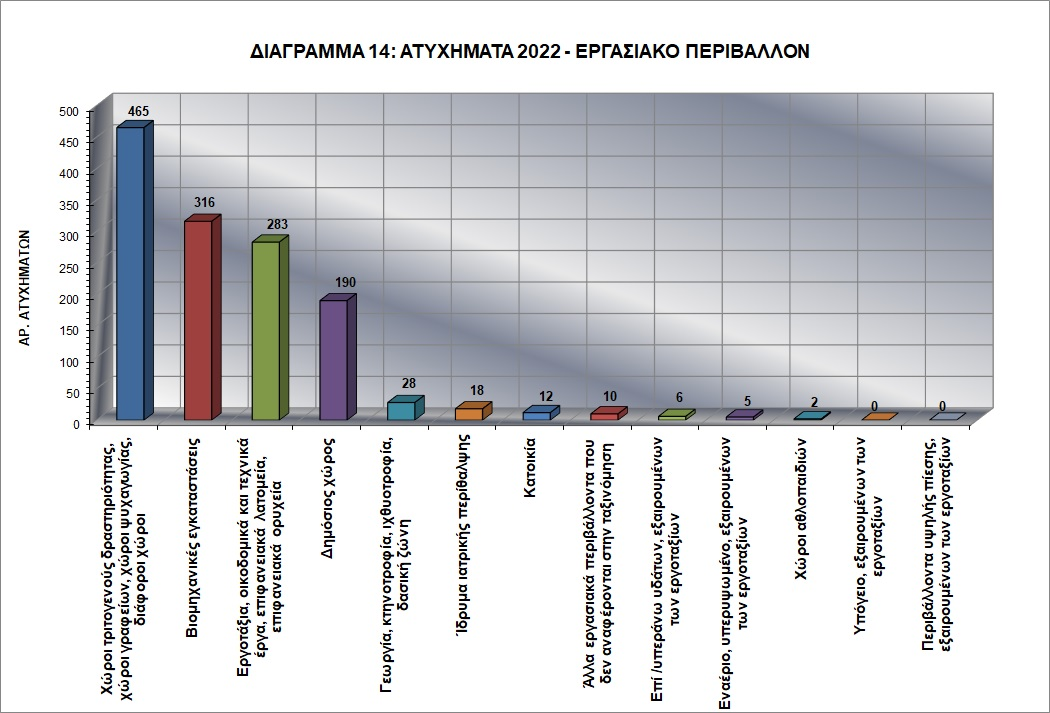 ΔΙΑΓΡΑΜΜΑ 14: ΑΤΥΧΗΜΑΤΑ 2022 - ΕΡΓΑΣΙΑΚΟ ΠΕΡΙΒΑΛΛΟΝ
ΑΡ. ΑΤΥΧΗΜΑΤΩΝ
500
450
400
350
300
250
200
150
100
50
0
465
316
283
190
28
18
12
10
6
5
2
0
0
Χώροι τριτογενούς δραστηριότητας,
χώροι γραφείων, χώροι ψυχαγωγίας,
διάφοροι χώροι
Βιομηχανικές εγκαταστάσεις
Εργοτάξια, οικοδομικά και τεχνικά
έργα, επιφανειακά λατομεία,
επιφανειακά ορυχεία
Δημόσιος χώρος
Γεωργία, κτηνοτροφία, ιχθυοτροφία,
δασική ζώνη
Ίδρυμα ιατρικής περίθαλψης
Κατοικία
Άλλα εργασιακά περιβάλλοντα που
δεν αναφέρονται στην ταξινόμηση
Επί /υπεράνω υδάτων, εξαιρουμένων
των εργοταξίων
Εναέριο, υπερυψωμένο, εξαιρουμένων
των εργοταξίων
Χώροι αθλοπαιδιών
Υπόγειο, εξαιρουμένων των
εργοταξίων
Περιβάλλοντα υψηλής πίεσης,
εξαιρουμένων των εργοταξίων